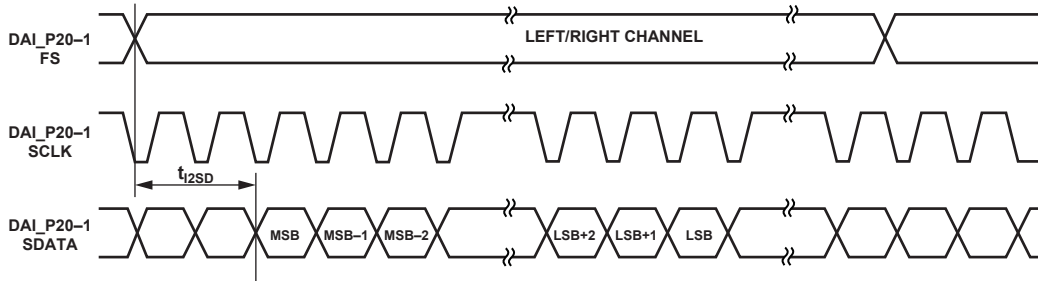 DAI_P20–1
FS
LEFT/RIGHT CHANNEL
DAI_P20–1
SCLK
tI2SD
DAI_P20–1
SDATA
MSB
MSB–1
MSB–2
LSB+2
LSB+1
LSB